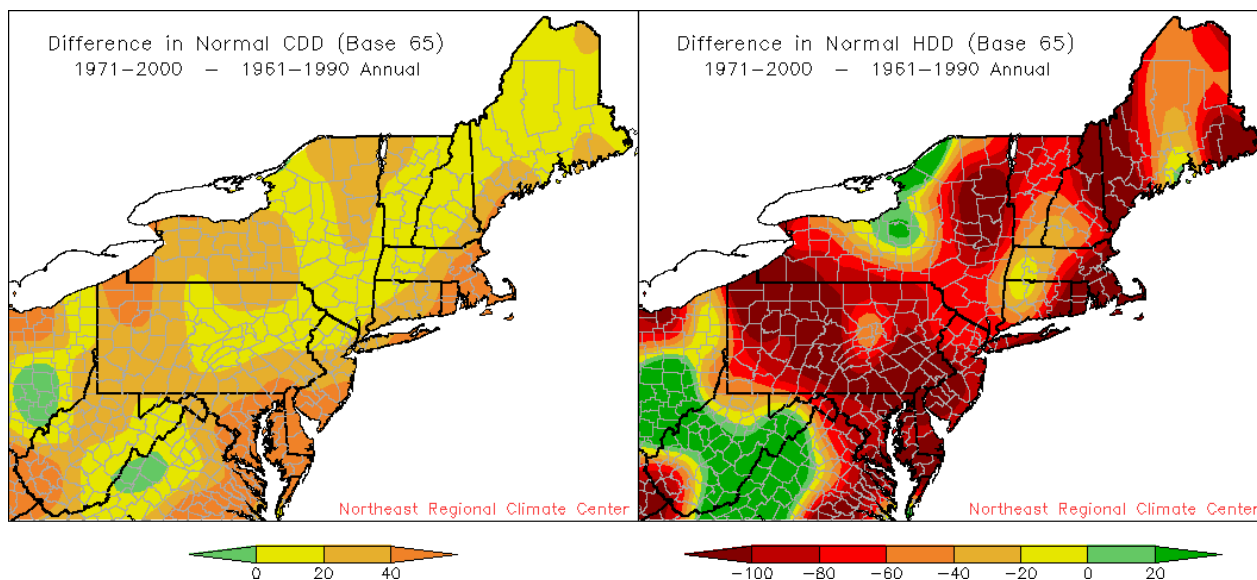 Difference in Normal CDD (Base 65)
1971-2000 - 1961-1990 Annual
Northeast Regional Climate Center
0 20 40
Difference in Normal HDD (Base 65)
1971-2000 - 1961-1990 Annual
Northeast Regional Climate Center
-100 -80 -60 -40 -20 0 20